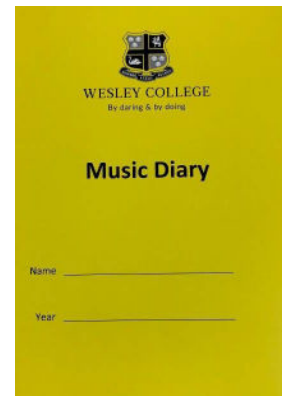 WESLEY COLLEGE
By daring & by doing
Music Diary
Name
Year